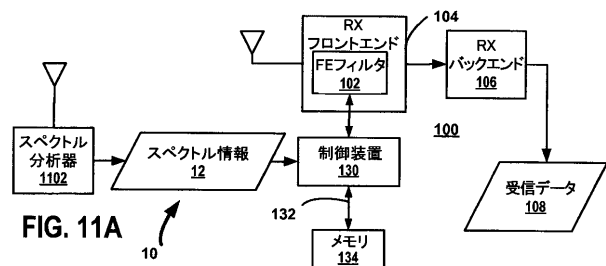 RX
フロントエンド
FEフィルタ
102
104
RX
バックエンド
106
100
スペクトル
分析器
1102
スペクトル情報
12
制御装置
130
受信データ
108
132
メモリ
134
FIG. 11A
10